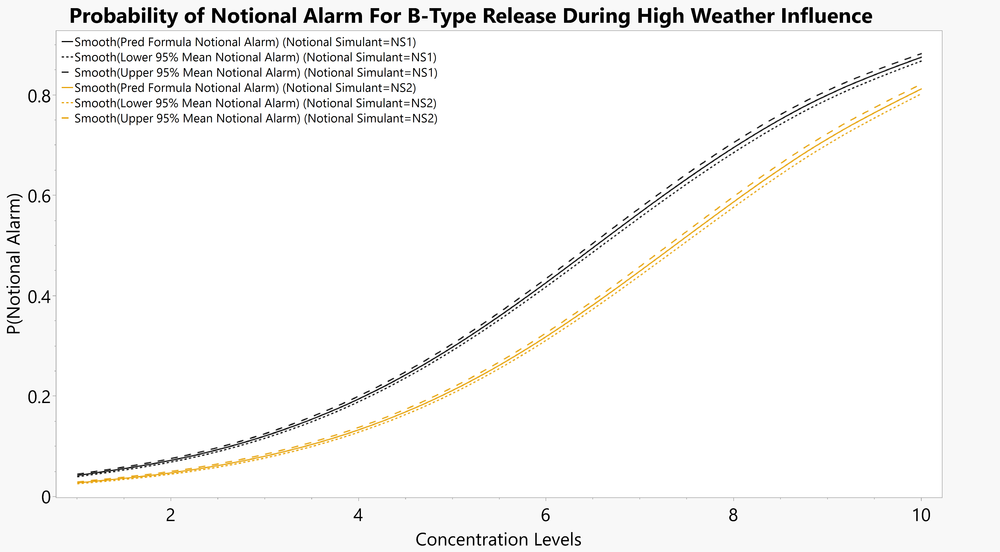 Probability of Notional Alarm For B-Type Release During High Weather Influence
Smooth(Pred Formula Notional Alarm) (Notional Simulant=NS1)
Smooth(Lower 95% Mean Notional Alarm) (Notional Simulant=NS1)
Smooth(Upper 95% Mean Notional Alarm) (Notional Simulant=NS1)
Smooth(Pred Formula Notional Alarm) (Notional Simulant=NS2)
Smooth(Lower 95% Mean Notional Alarm) (Notional Simulant=NS2)
Smooth(Upper 95% Mean Notional Alarm) (Notional Simulant=NS2)
P(Notional Alarm)
0.8
0.6
0.4
0.2
0
2 4 6 8 10
Concentration Levels